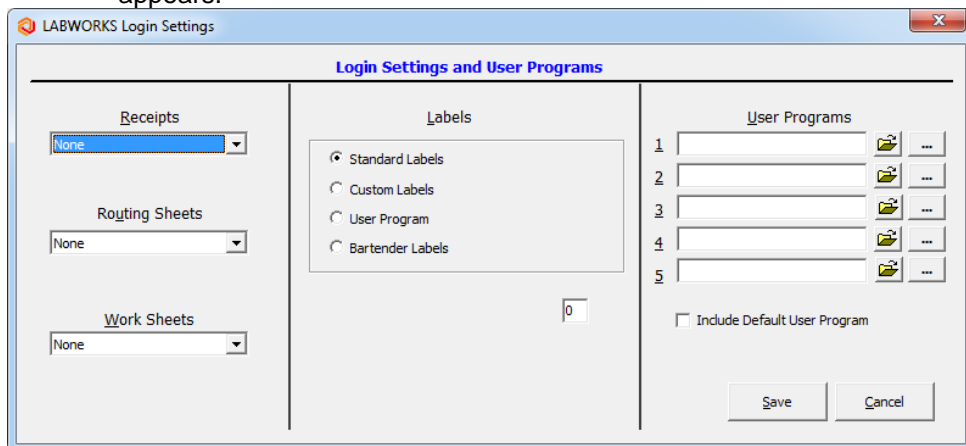 appears.
LABWORKS Login Settings
x
Login Settings and User Programs
Receipts
None
Routing Sheets
None
Work Sheets
None
Labels
Standard Labels
Custom Labels
User Program
Bartender Labels
0
User Programs
1 ...
2 ...
3 ...
4 ...
5 ...
Include Default User Program
Save Cancel